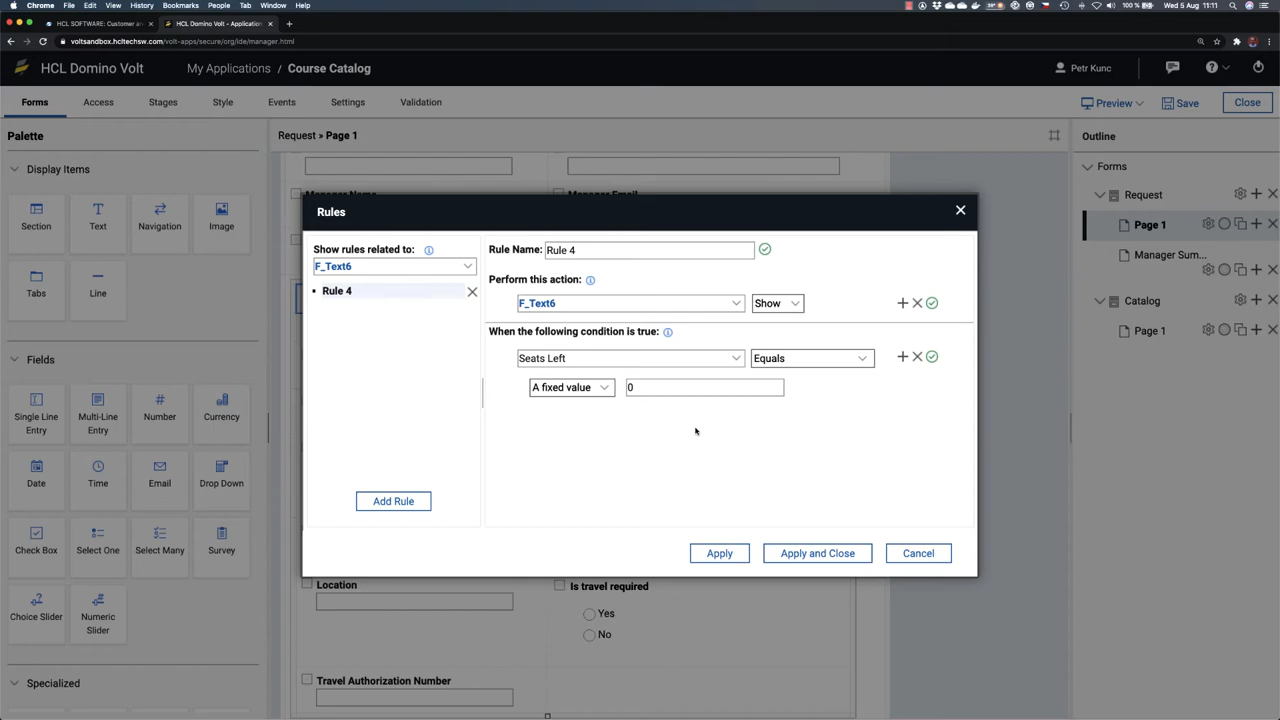 Chrome File Edit View History Bookmarks People Tab Window Help 100 % Wed 5 Aug 11:11
HCL SOFTWARE: Customer an
HCL Domino Volt - Application
voltsandbox.hcltechsw.com/volt-apps/secure/org/ide/manager.html
HCL Domino Volt
My Applications
Course Catalog
Petr Kunc
Forms Access Stages Style Events Settings Validation
Preview Save Close
Palette
Request » Page 1
Outline
Display Items
Section Text Navigation Image
Tabs Line
Fields
Single Line Entry
Multi-Line Entry
Number
Currency
Date Time Email Drop Down
Check Box Select One Select Many Survey
Choice Slider
Numeric Slider
Specialized
Manager Name
Manager Email
Rules
Show rules related to:
F_Text6
Rule 4
Add Rule
Rule Name: Rule 4
Perform this action:
F_Text6 Show
When the following condition is true:
Seats Left Equals
A fixed value 0
Apply
Apply and Close
Cancel
Location
Is travel required
Yes
No
Travel Authorization Number
Forms
Request
Page 1
Manager Sum...
Catalog
Page 1